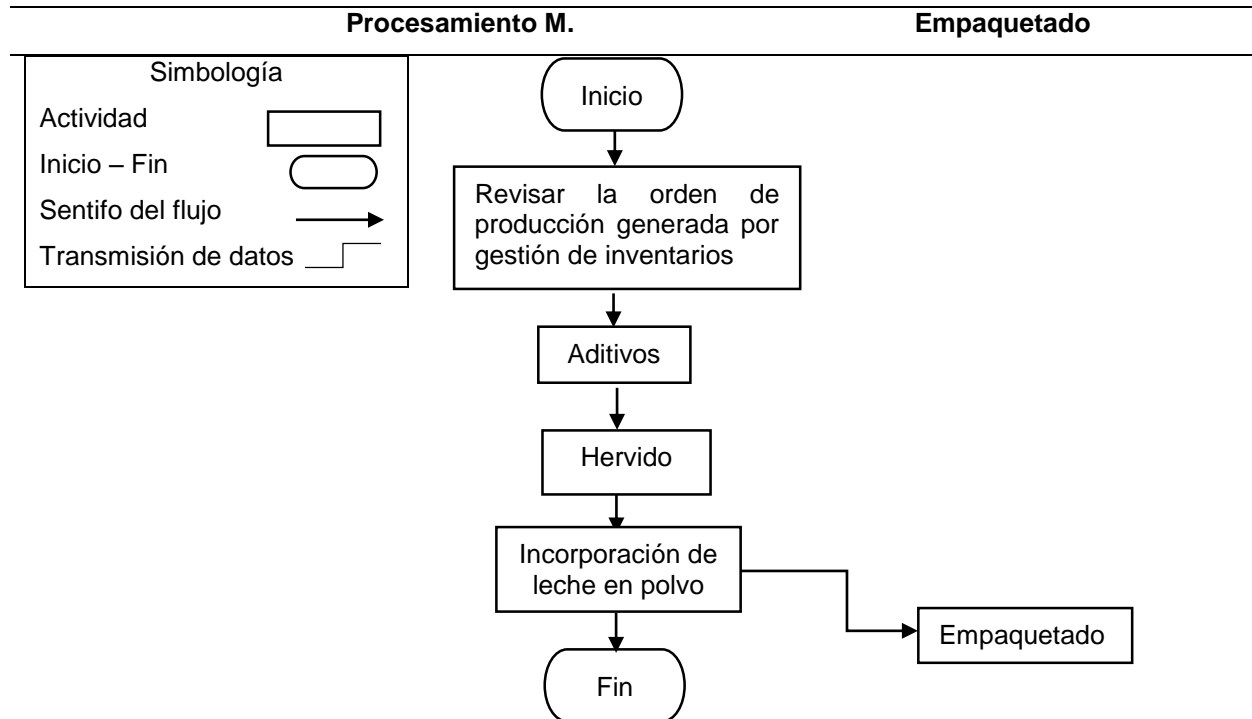 Procesamiento M.
Empaquetado
Simbología
Actividad
Inicio – Fin
Sentifo del flujo
Transmisión de datos
Inicio
Revisar la orden de
producción generada por
gestión de inventarios
Aditivos
Hervido
Incorporación de
leche en polvo
Empaquetado
Fin